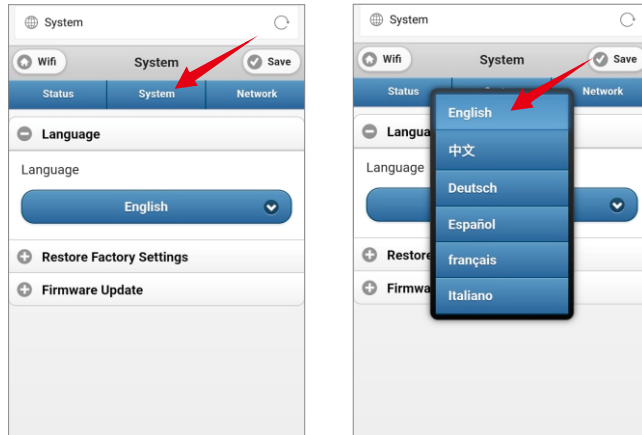 System
Wifi
System
Save
Status
System
Network
Language
Language
English
Restore Factory Settings
Firmware Update
System
Wifi
System
Save
Status
Network
Langua
Language
English
中文
Deutsch
Español
français
Italiano
Restore
Firmwa